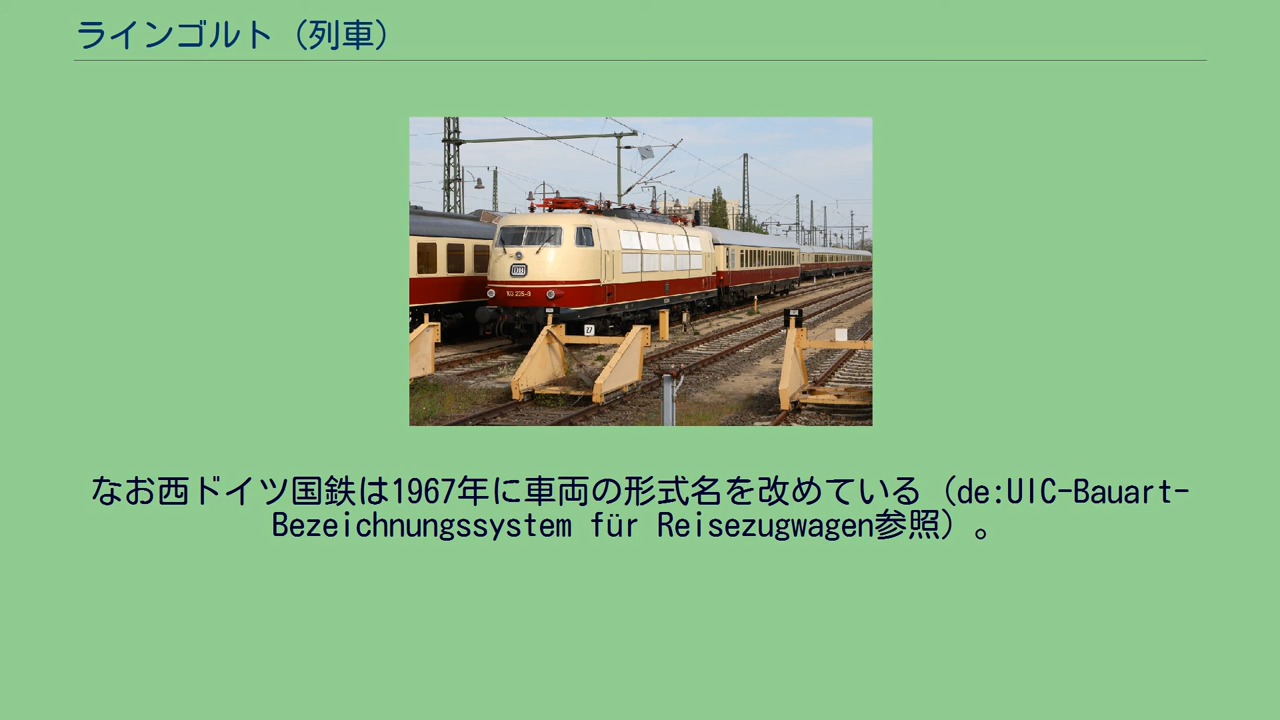 ラインゴルト（列車）
なお西ドイツ国鉄は1967年に車両の形式名を改めている（de:UIC-Bauart-
Bezeichnungssystem für Reisezugwagen参照）。